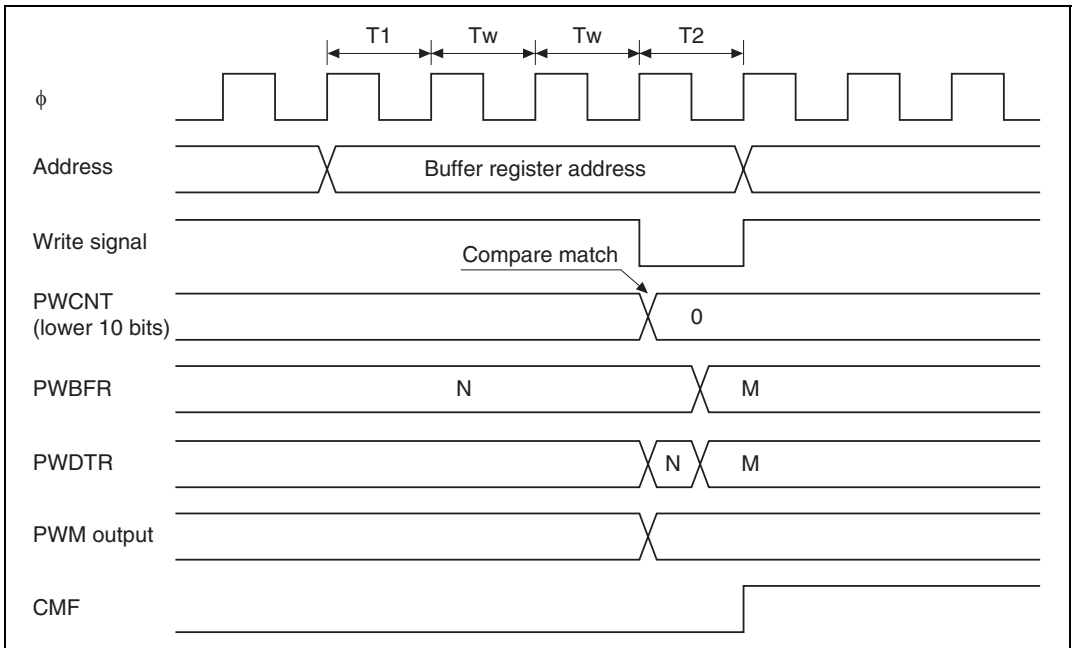 T1 Tw Tw T2
ϕ
Address Buffer register address
Write signal
Compare match
PWCNT
(lower 10 bits) 0
PWBFR N M
PWDTR N M
PWM output
CMF